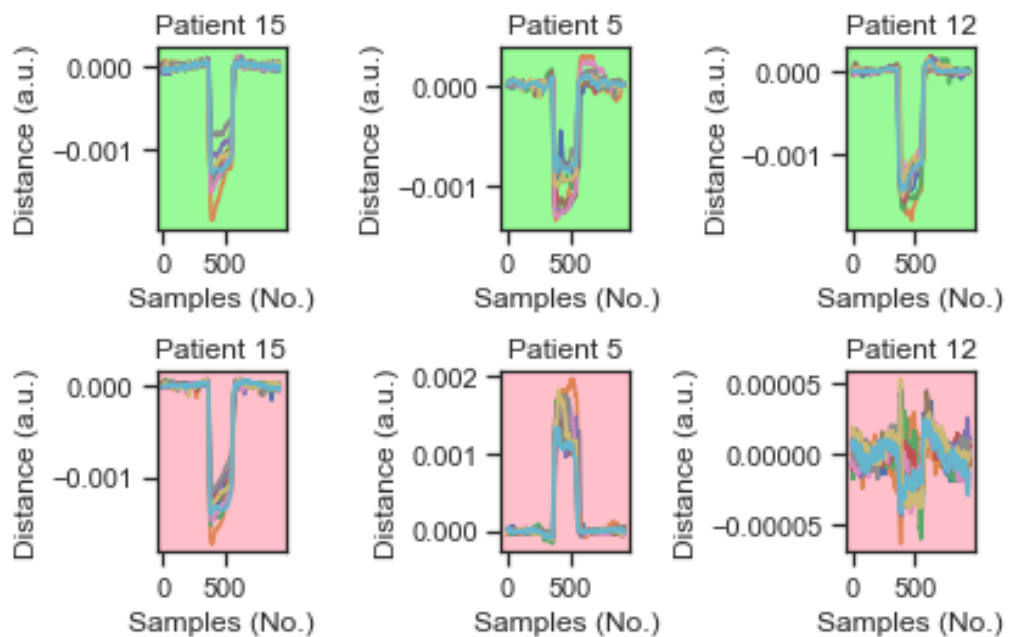 Patient 15 Patient 5 Patient 12
Distance (a.u.) Distance (a.u.) Distance (a.u.)
0.000 0.000 0.000
−0.001 −0.001 −0.001
0 500 0 500 0 500
Samples (No.) Samples (No.) Samples (No.)
Patient 15 Patient 5 Patient 12
Distance (a.u.) Distance (a.u.) Distance (a.u.)
0.000 0.002 0.00005
−0.001 0.001 0.00000
0.000 −0.00005
0 500 0 500 0 500
Samples (No.) Samples (No.) Samples (No.)